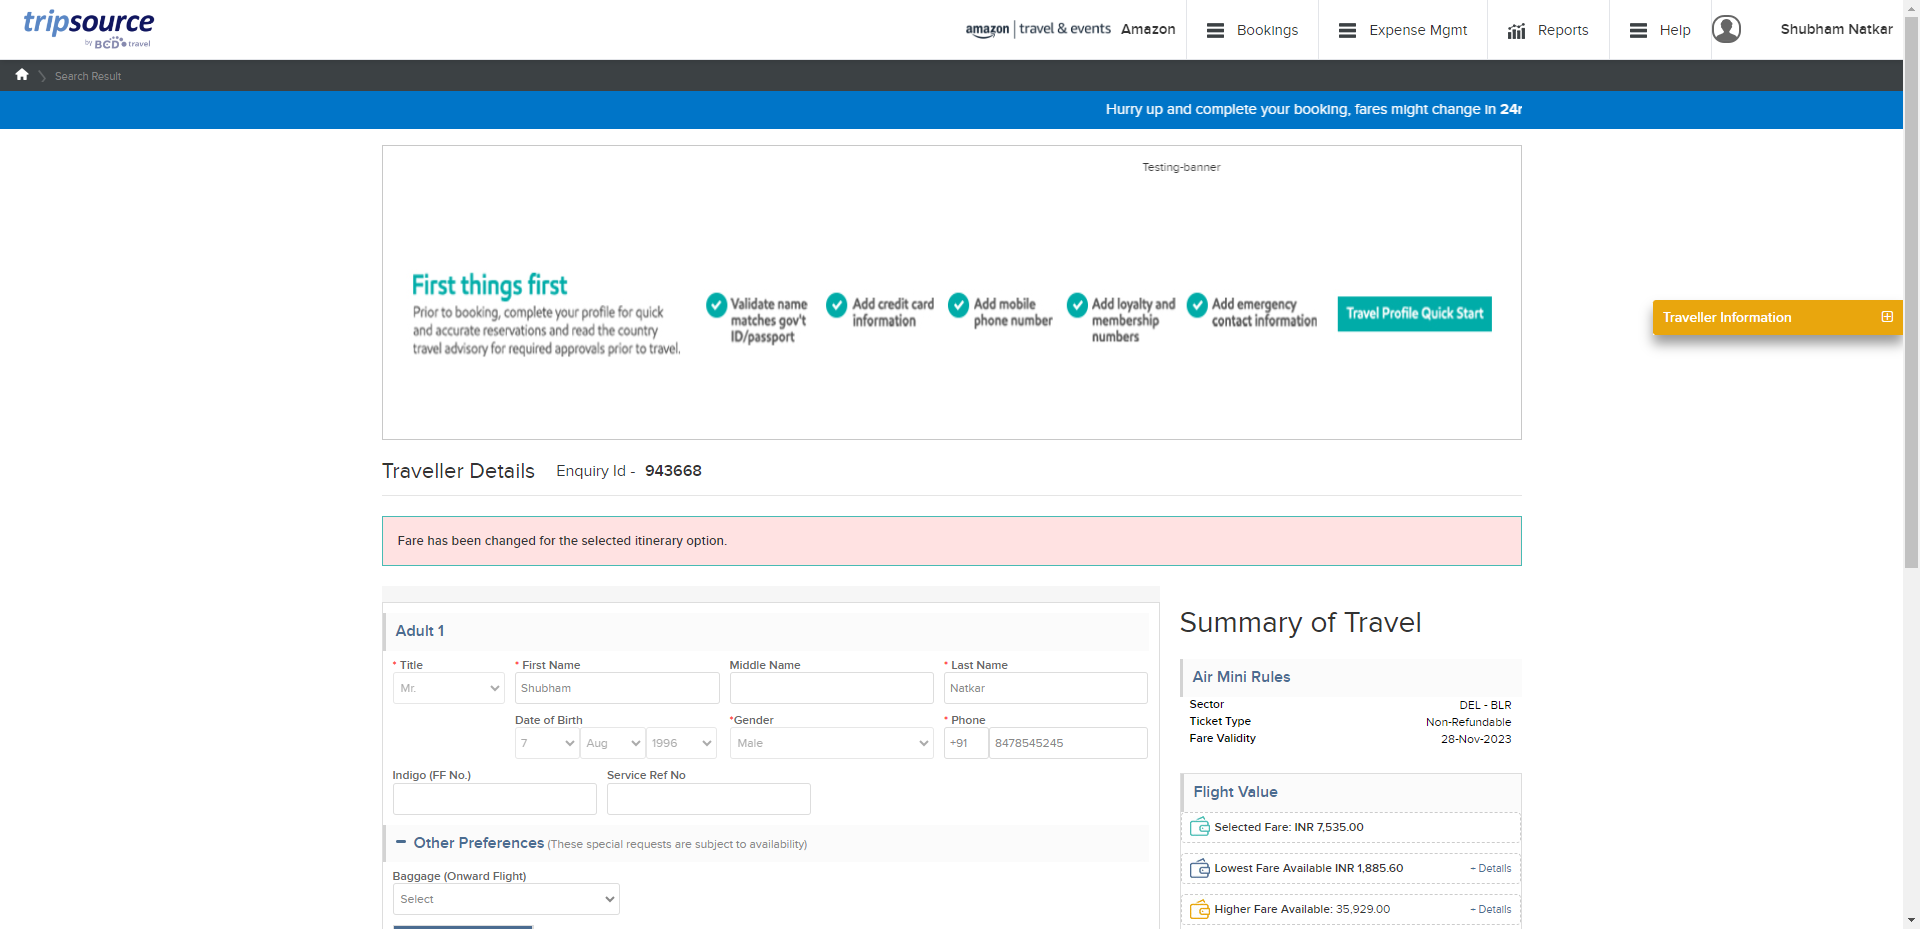 tripsource
by BCD travel
amazon | travel & events Amazon
Bookings
Expense Mgmt
Reports
Help
Shubham Natkar
Search Result
Hurry up and complete your booking, fares might change in 24
Testing-banner
First things first
Prior to booking, complete your profile for quick
and accurate reservations and read the country
travel advisory for required approvals prior to travel.
Validate name
matches gov't
ID/passport
Add credit card
information
Add mobile
phone number
Add loyalty and
membership
numbers
Add emergency
contact information
Travel Profile Quick Start
Traveller Information
Traveller Details Enquiry Id - 943668
Fare has been changed for the selected itinerary option.
Adult 1
* Title * First Name Middle Name * Last Name
Mr. Shubham Natkar
Date of Birth *Gender * Phone
7 Aug 1996 Male +91 8478545245
Indigo (FF No.) Service Ref No
− Other Preferences (These special requests are subject to availability)
Baggage (Onward Flight)
Select
Summary of Travel
Air Mini Rules
Sector DEL - BLR
Ticket Type Non-Refundable
Fare Validity 28-Nov-2023
Flight Value
Selected Fare: INR 7,535.00
Lowest Fare Available INR 1,885.60 + Details
Higher Fare Available: 35,929.00 + Details